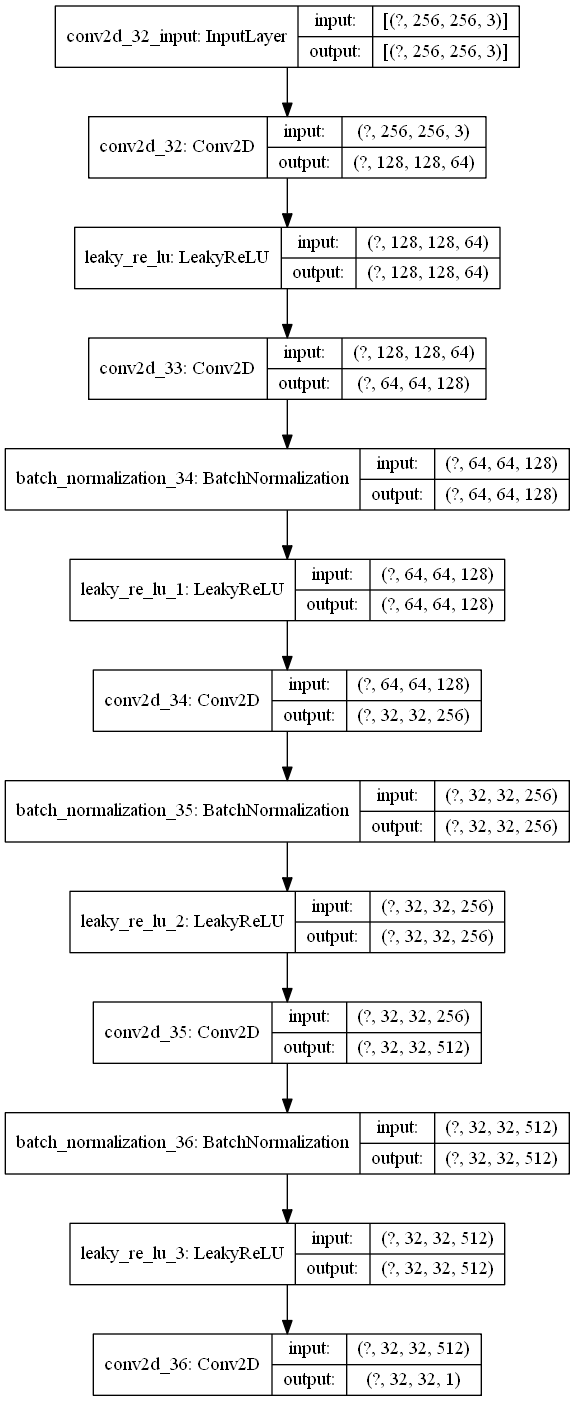 conv2d_32_input: InputLayer
input: [(?, 256, 256, 3)]
output: [(?, 256, 256, 3)]
conv2d_32: Conv2D
input: (?, 256, 256, 3)
output: (?, 128, 128, 64)
leaky_re_lu: LeakyReLU
input: (?, 128, 128, 64)
output: (?, 128, 128, 64)
conv2d_33: Conv2D
input: (?, 128, 128, 64)
output: (?, 64, 64, 128)
batch_normalization_34: BatchNormalization
input: (?, 64, 64, 128)
output: (?, 64, 64, 128)
leaky_re_lu_1: LeakyReLU
input: (?, 64, 64, 128)
output: (?, 64, 64, 128)
conv2d_34: Conv2D
input: (?, 64, 64, 128)
output: (?, 32, 32, 256)
batch_normalization_35: BatchNormalization
input: (?, 32, 32, 256)
output: (?, 32, 32, 256)
leaky_re_lu_2: LeakyReLU
input: (?, 32, 32, 256)
output: (?, 32, 32, 256)
conv2d_35: Conv2D
input: (?, 32, 32, 256)
output: (?, 32, 32, 512)
batch_normalization_36: BatchNormalization
input: (?, 32, 32, 512)
output: (?, 32, 32, 512)
leaky_re_lu_3: LeakyReLU
input: (?, 32, 32, 512)
output: (?, 32, 32, 512)
conv2d_36: Conv2D
input: (?, 32, 32, 512)
output: (?, 32, 32, 1)